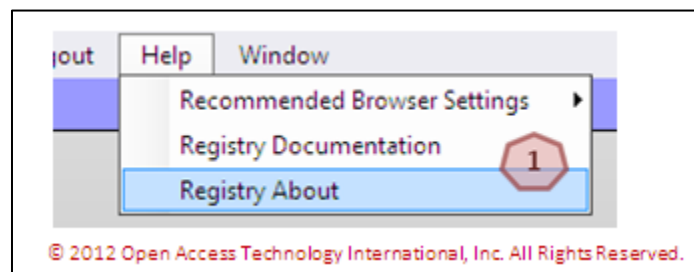 Help Window
Recommended Browser Settings
Registry Documentation
1
Registry About
© 2012 Open Access Technology International, Inc. All Rights Reserved.